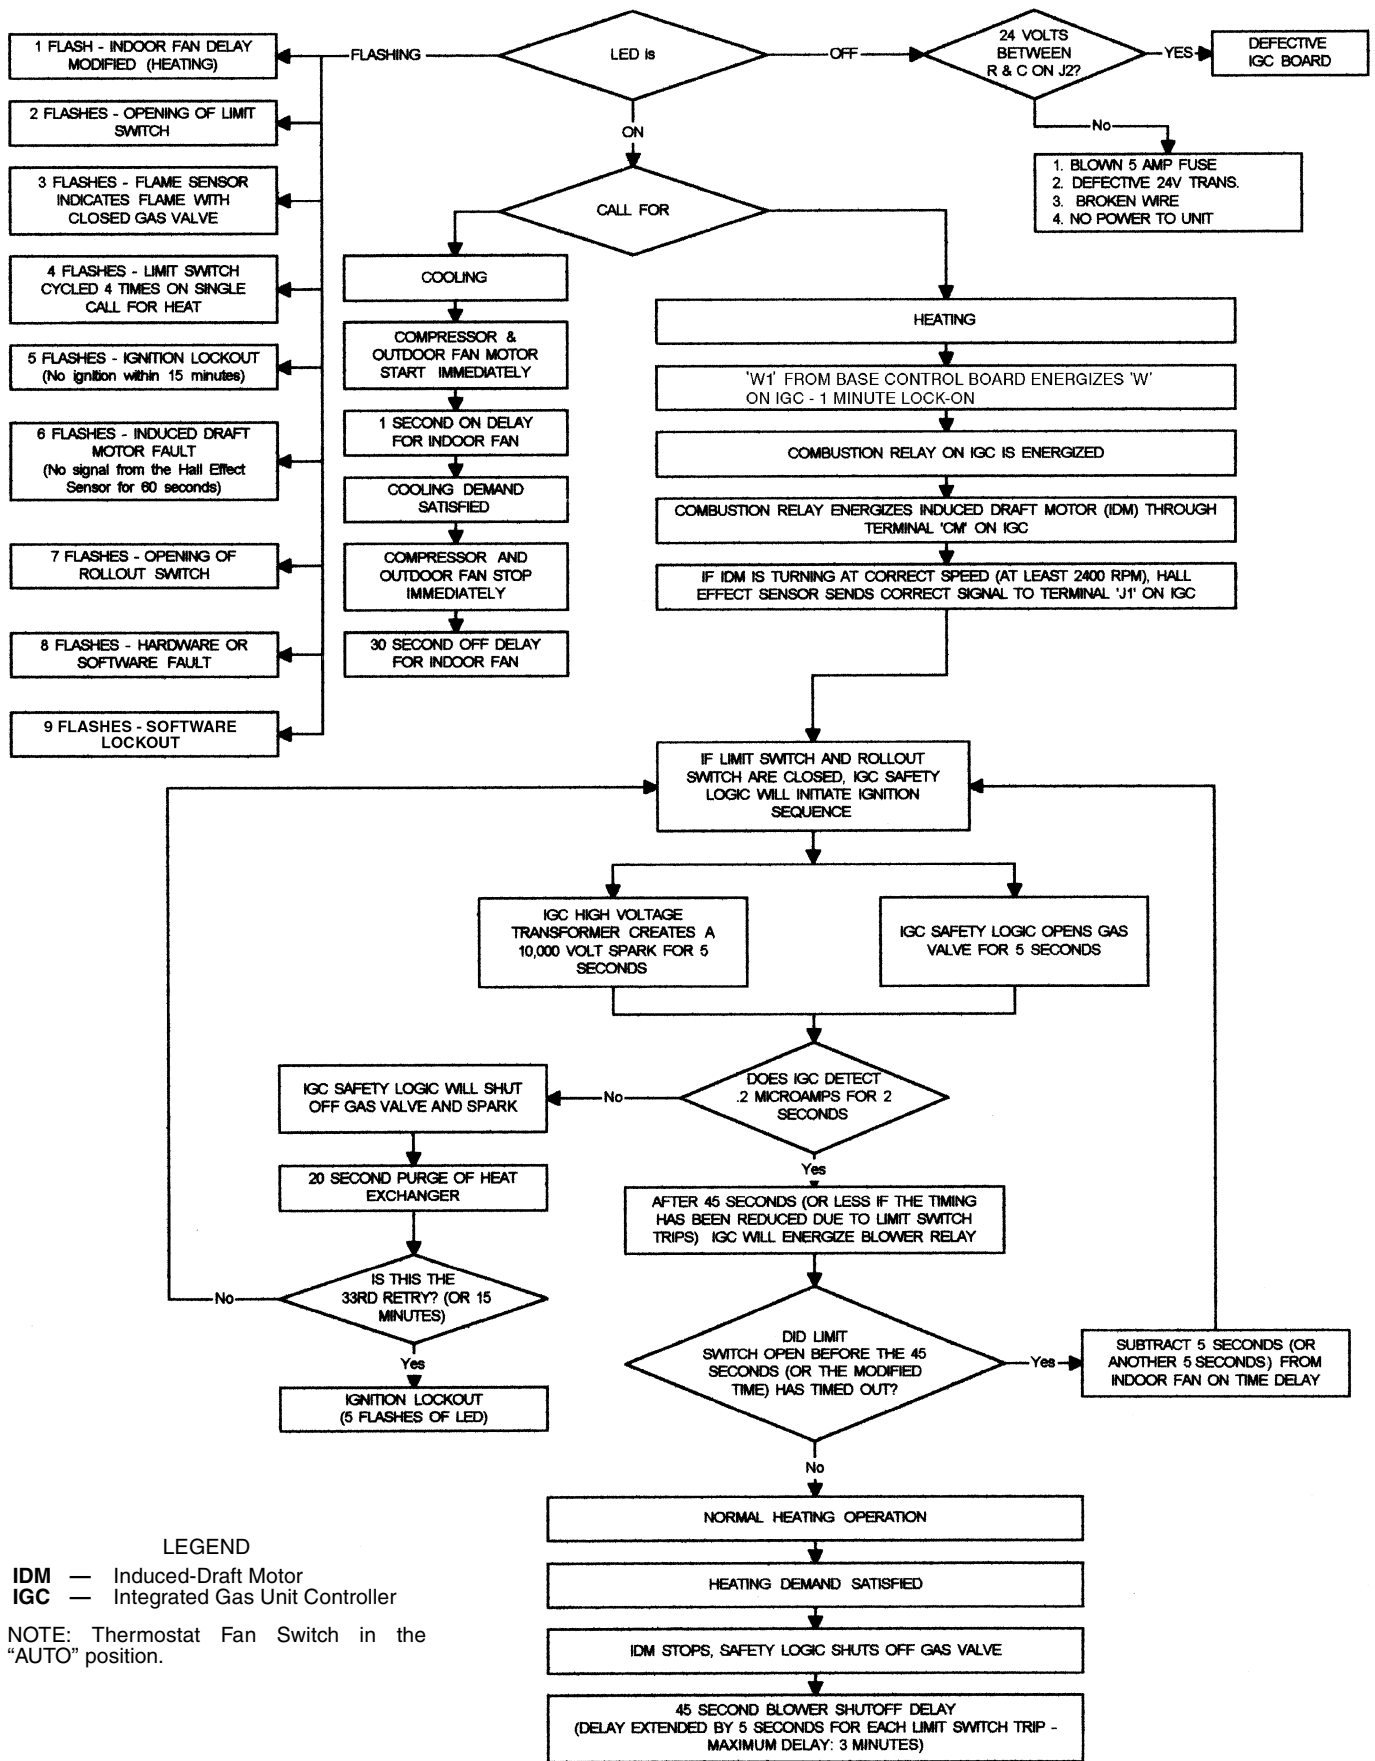 1 FLASH - INDOOR FAN DELAY
MODIFIED (HEATING)
FLASHING
LED is
OFF
24 VOLTS
BETWEEN
R & C ON J2?
YES
DEFECTIVE
IGC BOARD
2 FLASHES - OPENING OF LIMIT
SWITCH
ON
No
3 FLASHES - FLAME SENSOR
INDICATES FLAME WITH
CLOSED GAS VALVE
CALL FOR
1. BLOWN 5 AMP FUSE
2. DEFECTIVE 24V TRANS.
3. BROKEN WIRE
4. NO POWER TO UNIT
4 FLASHES - LIMIT SWITCH
CYCLED 4 TIMES ON SINGLE
CALL FOR HEAT
5 FLASHES - IGNITION LOCKOUT
(No ignition within 15 minutes)
6 FLASHES - INDUCED DRAFT
MOTOR FAULT
(No signal from the Hall Effect
Sensor for 60 seconds)
7 FLASHES - OPENING OF
ROLLOUT SWITCH
8 FLASHES - HARDWARE OR
SOFTWARE FAULT
9 FLASHES - SOFTWARE
LOCKOUT
COOLING
COMPRESSOR &
OUTDOOR FAN MOTOR
START IMMEDIATELY
1 SECOND ON DELAY
FOR INDOOR FAN
COOLING DEMAND
SATISFIED
COMPRESSOR AND
OUTDOOR FAN STOP
IMMEDIATELY
30 SECOND OFF DELAY
FOR INDOOR FAN
HEATING
'W1' FROM BASE CONTROL BOARD ENERGIZES 'W'
ON IGC - 1 MINUTE LOCK-ON
COMBUSTION RELAY ON IGC IS ENERGIZED
COMBUSTION RELAY ENERGIZES INDUCED DRAFT MOTOR (IDM) THROUGH
TERMINAL 'CM' ON IGC
IF IDM IS TURNING AT CORRECT SPEED (AT LEAST 2400 RPM), HALL
EFFECT SENSOR SENDS CORRECT SIGNAL TO TERMINAL 'J1' ON IGC
IF LIMIT SWITCH AND ROLLOUT
SWITCH ARE CLOSED, IGC SAFETY
LOGIC WILL INITIATE IGNITION
SEQUENCE
IGC HIGH VOLTAGE
TRANSFORMER CREATES A
10,000 VOLT SPARK FOR 5
SECONDS
IGC SAFETY LOGIC OPENS GAS
VALVE FOR 5 SECONDS
DOES IGC DETECT
.2 MICROAMPS FOR 2
SECONDS
No
IGC SAFETY LOGIC WILL SHUT
OFF GAS VALVE AND SPARK
20 SECOND PURGE OF HEAT
EXCHANGER
IS THIS THE
33RD RETRY? (OR 15
MINUTES)
No
Yes
IGNITION LOCKOUT
(5 FLASHES OF LED)
Yes
AFTER 45 SECONDS (OR LESS IF THE TIMING
HAS BEEN REDUCED DUE TO LIMIT SWITCH
TRIPS) IGC WILL ENERGIZE BLOWER RELAY
DID LIMIT
SWITCH OPEN BEFORE THE 45
SECONDS (OR THE MODIFIED
TIME) HAS TIMED OUT?
Yes
SUBTRACT 5 SECONDS (OR
ANOTHER 5 SECONDS) FROM
INDOOR FAN ON TIME DELAY
No
NORMAL HEATING OPERATION
HEATING DEMAND SATISFIED
IDM STOPS, SAFETY LOGIC SHUTS OFF GAS VALVE
45 SECOND BLOWER SHUTOFF DELAY
(DELAY EXTENDED BY 5 SECONDS FOR EACH LIMIT SWITCH TRIP -
MAXIMUM DELAY: 3 MINUTES)
LEGEND
IDM — Induced-Draft Motor
IGC — Integrated Gas Unit Controller
NOTE: Thermostat Fan Switch in the
“AUTO” position.